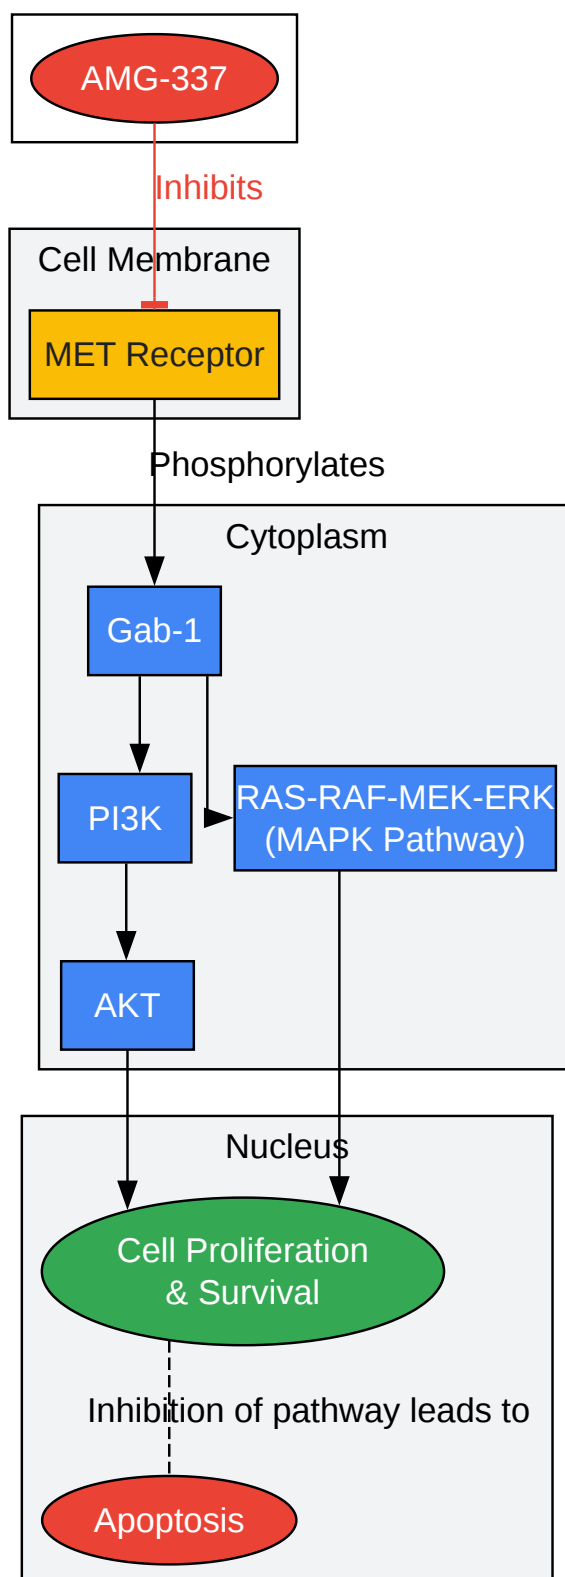 AMG-337
Inhibits
Cell Membrane
MET Receptor
Phosphorylates
Cytoplasm
Gab-1
PI3K
RAS-RAF-MEK-ERK
(MAPK Pathway)
AKT
Nucleus
Cell Proliferation
& Survival
Inhibition of pathway leads to
Apoptosis